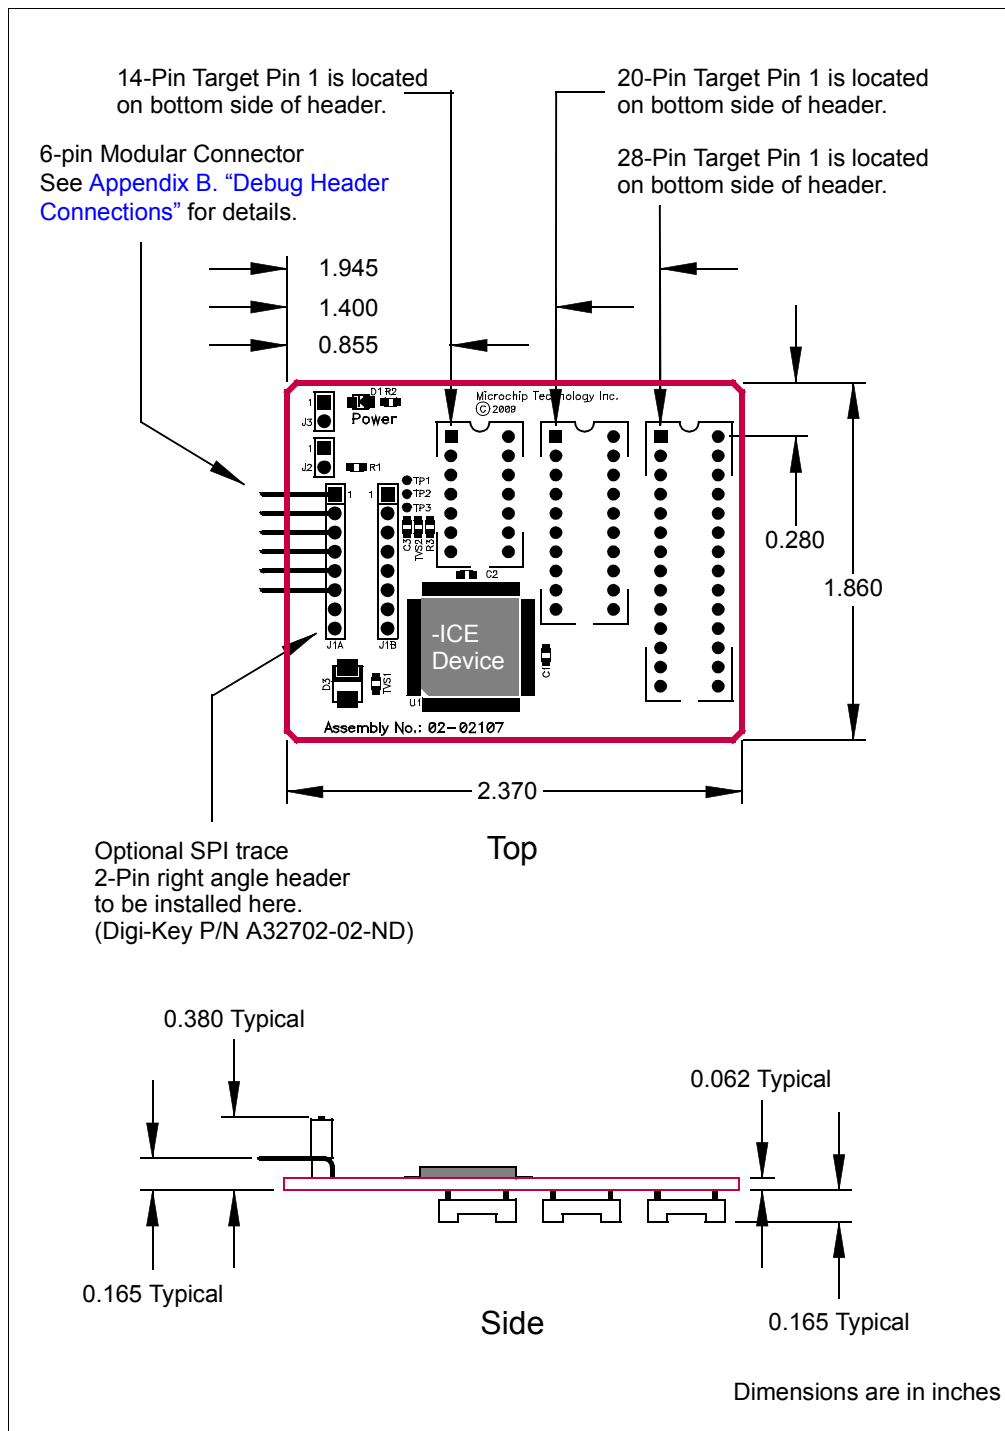 14-Pin Target Pin 1 is located
on bottom side of header.
20-Pin Target Pin 1 is located
on bottom side of header.
28-Pin Target Pin 1 is located
on bottom side of header.
6-pin Modular Connector
See Appendix B. “Debug Header
Connections” for details.
1.945
1.400
0.855
Microchip Technology Inc.
© 2009
D1 R2
Power
1
J3
1
J2
R1
1
1
TP1
TP2
TP3
C3
TVS2
R3
C2
0.280
1.860
-ICE
Device
J1A
J1B
C1
D3
TVS1
U1
Assembly No.: 02-02107
2.370
Top
Optional SPI trace
2-Pin right angle header
to be installed here.
(Digi-Key P/N A32702-02-ND)
0.380 Typical
0.062 Typical
0.165 Typical
0.165 Typical
Side
Dimensions are in inches